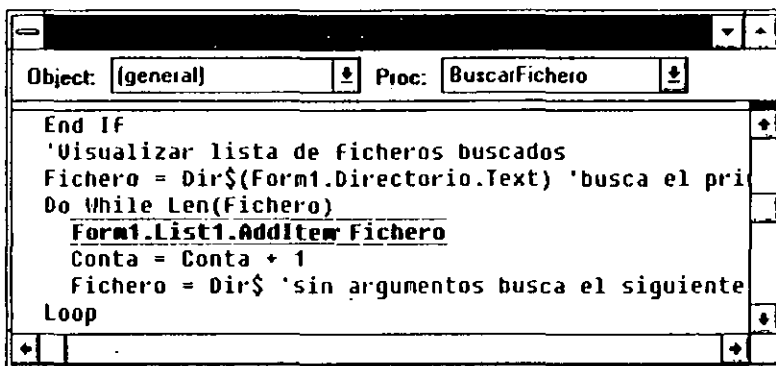 Object: (general) Proc: BuscarFichero
End If
'Visualizar lista de ficheros buscados
Fichero = Dir$(Form1.Directorio.Text) 'busca el pri
Do While Len(Fichero)
Form1.List1.AddItem Fichero
Conta = Conta + 1
Fichero = Dir$ 'sin argumentos busca el siguiente
Loop